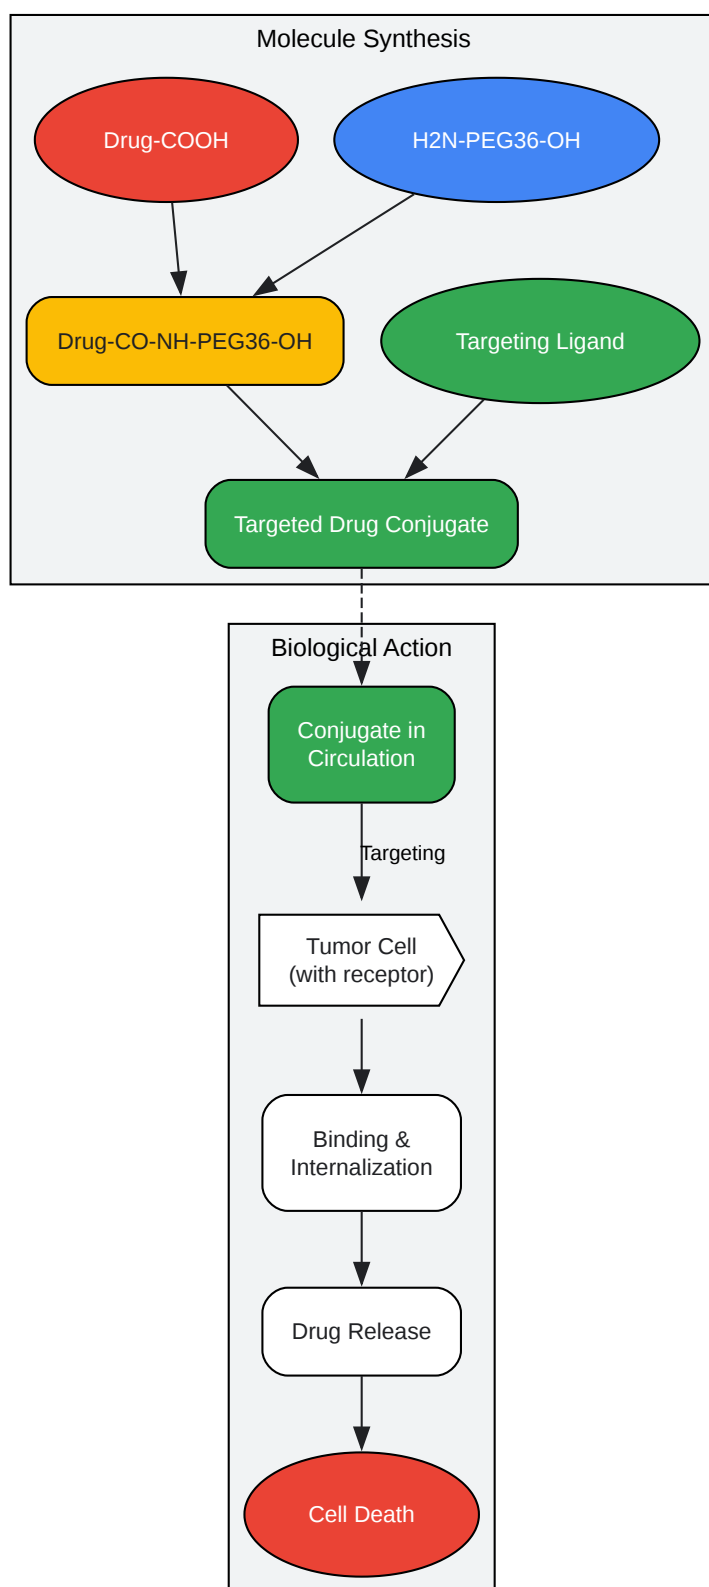 Molecule Synthesis
Drug-COOH
H2N-PEG36-OH
Drug-CO-NH-PEG36-OH
Targeting Ligand
Targeted Drug Conjugate
Biological Action
Conjugate in
Circulation
Targeting
Tumor Cell
(with receptor)
Binding &
Internalization
Drug Release
Cell Death